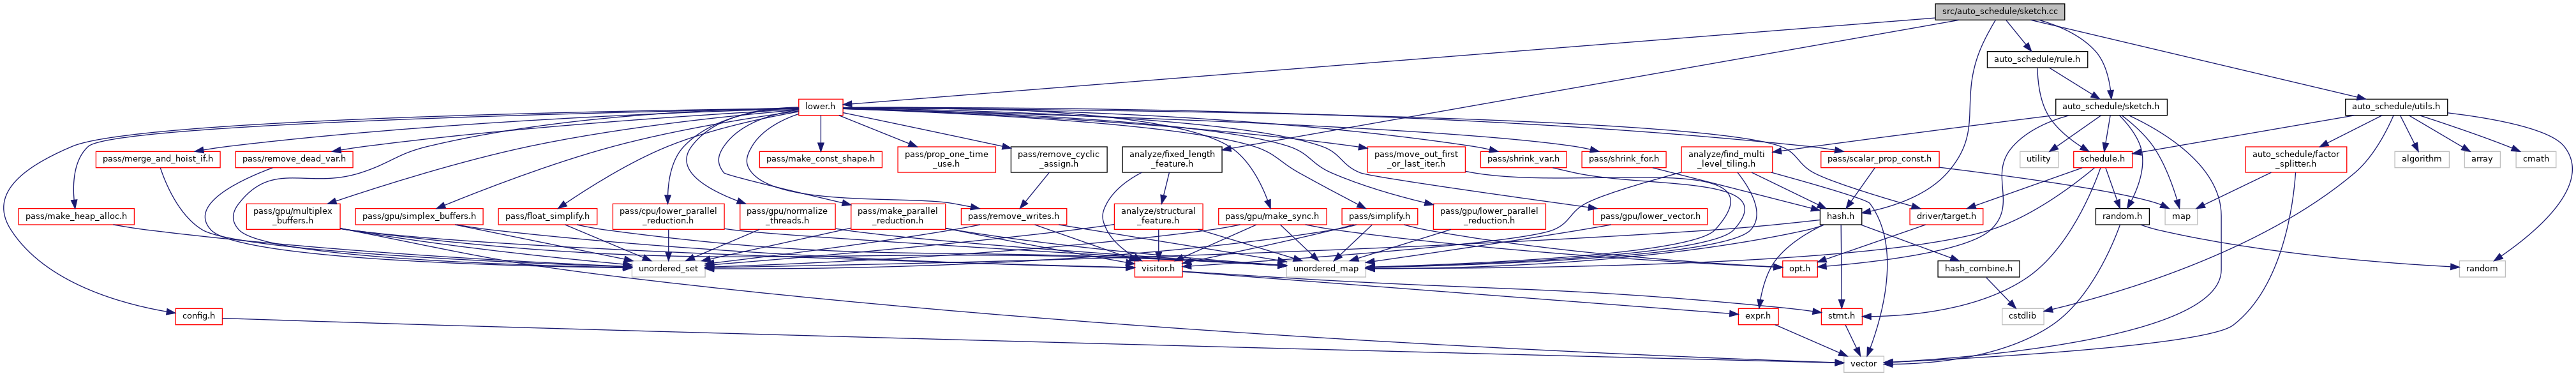 src/auto_schedule/sketch.cc
auto_schedule/rule.h
lower.h
auto_schedule/sketch.h
auto_schedule/utils.h
pass/merge_and_hoist_if.h
pass/remove_dead_var.h
pass/make_const_shape.h
pass/prop_one_time
_use.h
pass/remove_cyclic
_assign.h
analyze/fixed_length
_feature.h
pass/move_out_first
_or_last_iter.h
pass/shrink_var.h
pass/shrink_for.h
analyze/find_multi
_level_tiling.h
pass/scalar_prop_const.h
utility
schedule.h
auto_schedule/factor
_splitter.h
algorithm
array
cmath
pass/make_heap_alloc.h
pass/gpu/multiplex
_buffers.h
pass/gpu/simplex_buffers.h
pass/float_simplify.h
pass/cpu/lower_parallel
_reduction.h
pass/gpu/normalize
_threads.h
pass/make_parallel
_reduction.h
pass/remove_writes.h
analyze/structural
_feature.h
pass/gpu/make_sync.h
pass/simplify.h
pass/gpu/lower_parallel
_reduction.h
pass/gpu/lower_vector.h
hash.h
driver/target.h
random.h
map
unordered_set
visitor.h
unordered_map
opt.h
hash_combine.h
random
config.h
expr.h
stmt.h
cstdlib
vector